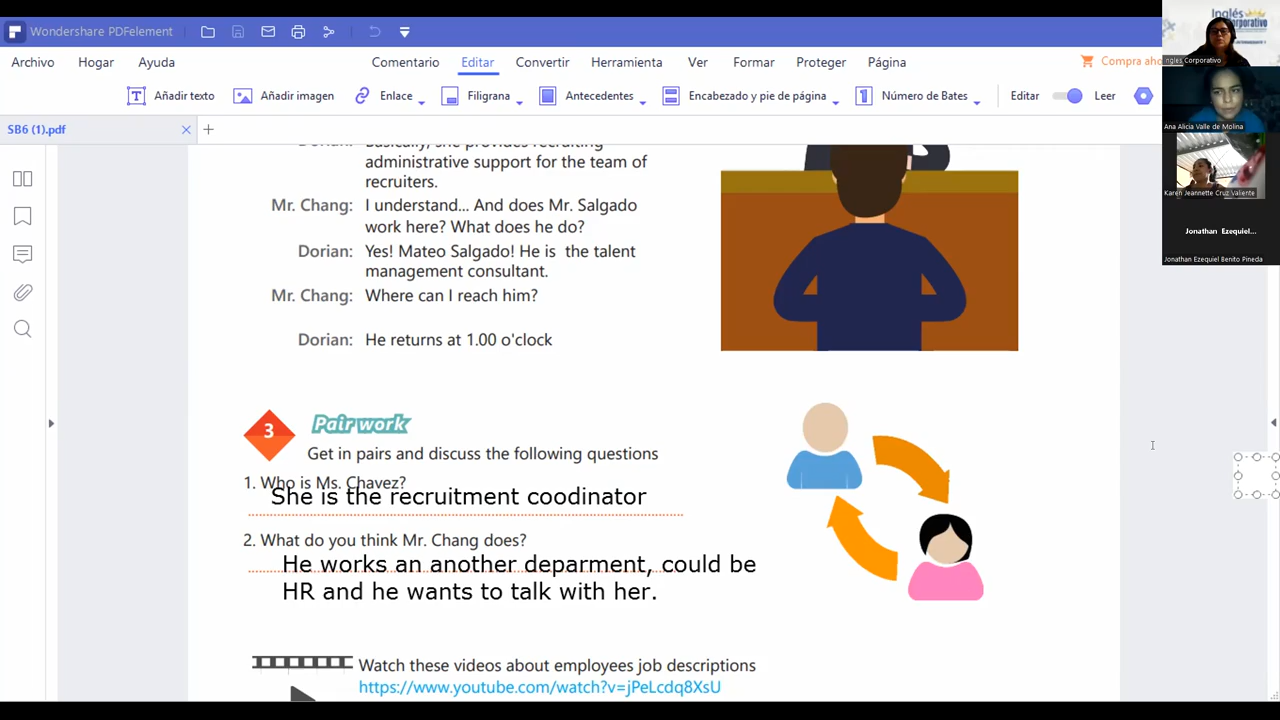 Wondershare PDFelement
Archivo Hogar Ayuda Comentario Editar Convertir Herramienta Ver Formar Proteger Página Compra aho
Añadir texto Añadir imagen Enlace Filigrana Antecedentes Encabezado y pie de página Número de Bates Editar Leer
SB6 (1).pdf
Dorian: Basically, she provides recruiting
administrative support for the team of
recruiters.
Mr. Chang: I understand... And does Mr. Salgado
work here? What does he do?
Dorian: Yes! Mateo Salgado! He is the talent
management consultant.
Mr. Chang: Where can I reach him?
Dorian: He returns at 1.00 o'clock
3 Pair work
Get in pairs and discuss the following questions
1. Who is Ms. Chavez?
She is the recruitment coodinator
2. What do you think Mr. Chang does?
He works an another deparment, could be
HR and he wants to talk with her.
Watch these videos about employees job descriptions
https://www.youtube.com/watch?v=jPeLcdq8XsU
Inglés
Corporativo
Ingles Corporativo
Ana Alicia Valle de Molina
Karen Jeannette Cruz Valiente
Jonathan Ezequiel...
Jonathan Ezequiel Benito Pineda